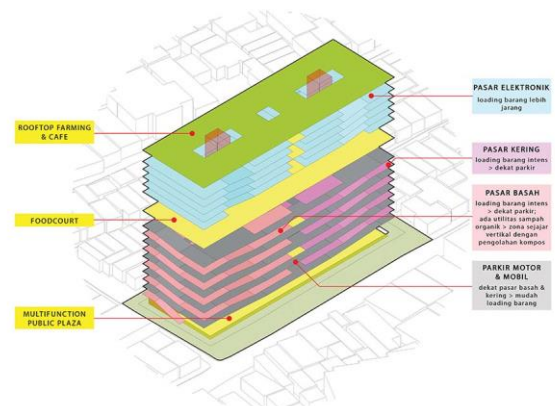 ROOFTOP FARMING
& CAFE
FOODCOURT
MULTIFUNCTION
PUBLIC PLAZA
PASAR ELEKTRONIK
loading barang lebih
jarang
PASAR KERING
loading barang intens
> dekat parkir
PASAR BASAH
loading barang intens
> dekat parkir;
ada utilitas sampah
organik > zona sejajar
vertikal dengan
pengolahan kompos
PARKIR MOTOR
& MOBIL
dekat pasar basah &
kering > mudah
loading barang